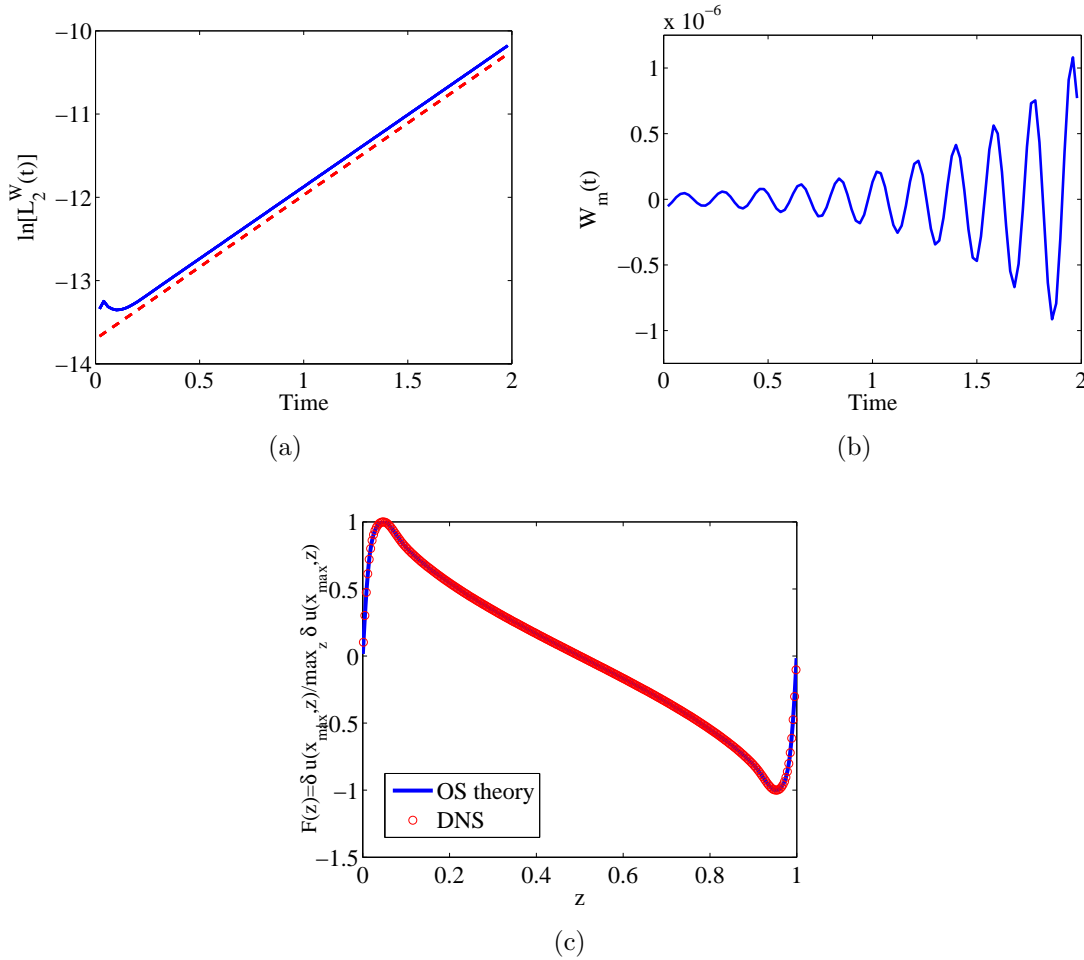 −10
−11
−12
−13
−14
0
0.5
1
1.5
2
Time
ln[L₂ᵂ(t)]
(a)
x 10⁻⁶
1
0.5
0
−0.5
−1
0
0.5
1
1.5
2
Time
Wₘ(t)
(b)
1
0.5
0
−0.5
−1
−1.5
0
0.2
0.4
0.6
0.8
1
z
F(z)=δ u(x_max,z)/max_z δ u(x_max,z)
OS theory
DNS
(c)